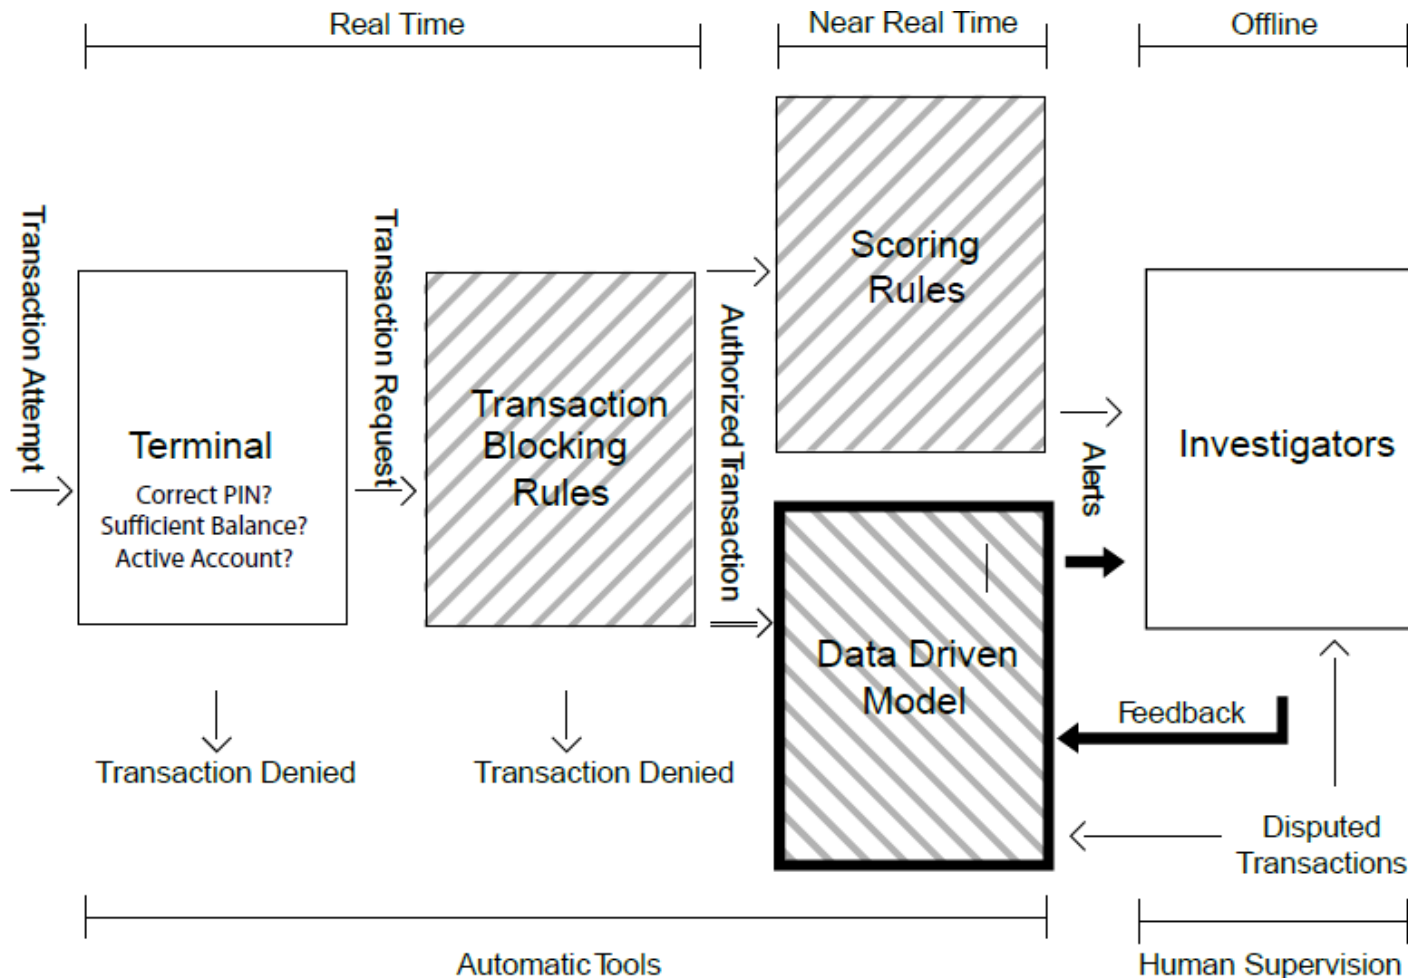 Real Time
Near Real Time
Offline
Transaction Attempt
Terminal
Correct PIN?
Sufficient Balance?
Active Account?
Transaction Request
Transaction
Blocking
Rules
Authorized Transaction
Scoring
Rules
Data Driven
Model
Alerts
Investigators
Feedback
Transaction Denied
Transaction Denied
Disputed
Transactions
Automatic Tools
Human Supervision